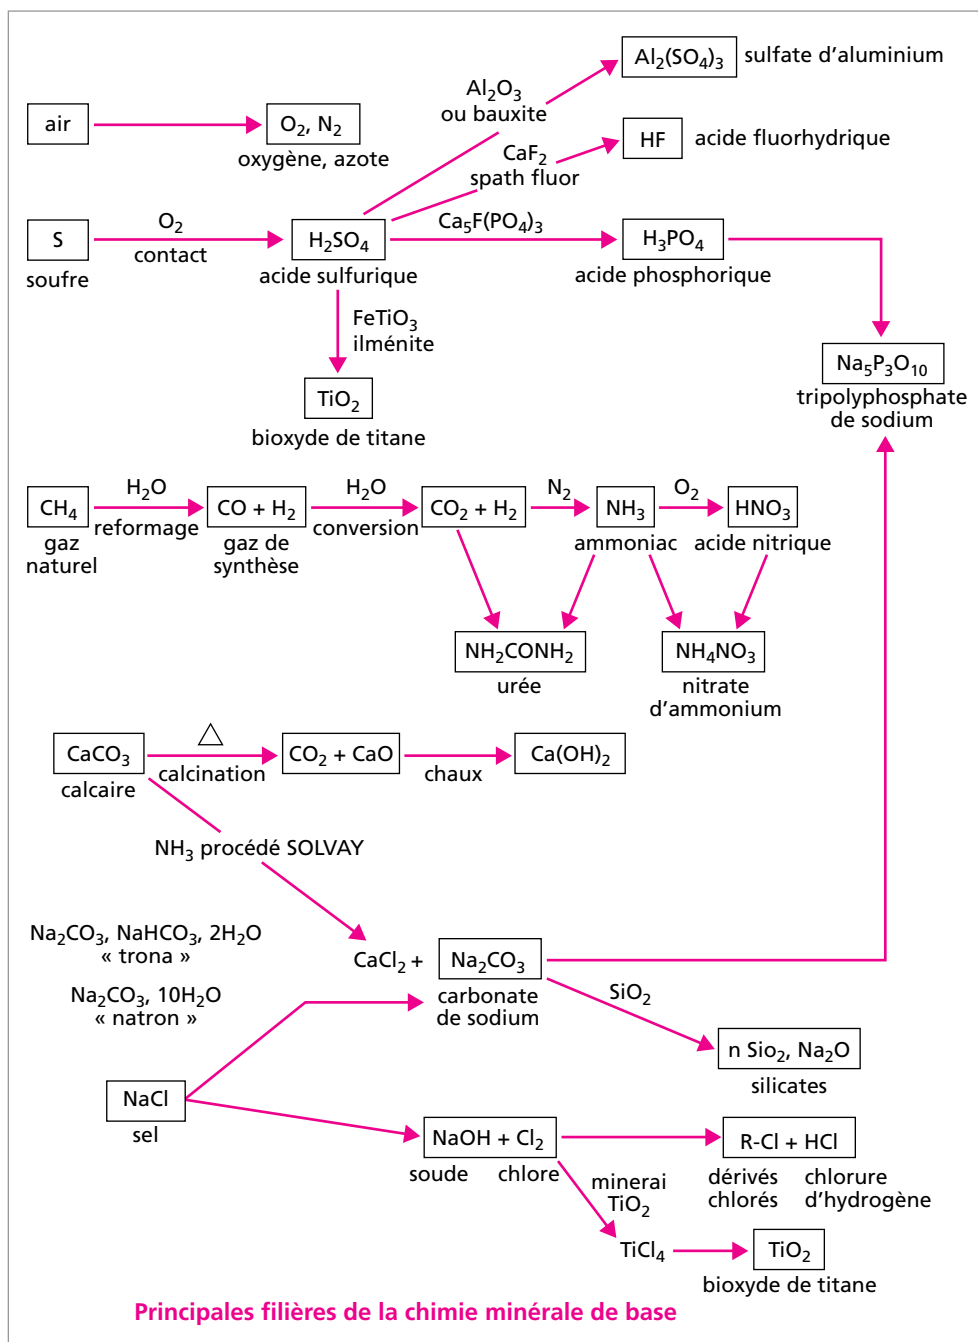 Al₂(SO₄)₃ sulfate d'aluminium
Al₂O₃
ou bauxite
air
O₂, N₂
oxygène, azote
HF acide fluorhydrique
CaF₂
spath fluor
S
soufre
O₂
contact
H₂SO₄
acide sulfurique
Ca₅F(PO₄)₃
H₃PO₄
acide phosphorique
FeTiO₃
ilménite
TiO₂
bioxyde de titane
Na₅P₃O₁₀
tripolyphosphate
de sodium
CH₄
gaz
naturel
H₂O
reformage
CO + H₂
gaz de
synthèse
H₂O
conversion
CO₂ + H₂
N₂
NH₃
ammoniac
O₂
HNO₃
acide nitrique
NH₂CONH₂
urée
NH₄NO₃
nitrate
d'ammonium
CaCO₃
calcaire
△
calcination
CO₂ + CaO
chaux
Ca(OH)₂
NH₃ procédé SOLVAY
Na₂CO₃, NaHCO₃, 2H₂O
« trona »
Na₂CO₃, 10H₂O
« natron »
CaCl₂ + Na₂CO₃
carbonate
de sodium
SiO₂
n Sio₂, Na₂O
silicates
NaCl
sel
NaOH + Cl₂
soude chlore
R-Cl + HCl
dérivés chlorure
chlorés d'hydrogène
minerai
TiO₂
TiCl₄
TiO₂
bioxyde de titane
Principales filières de la chimie minérale de base